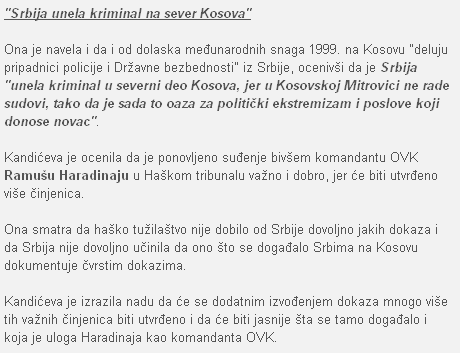 "Srbija unela kriminal na sever Kosova"
Ona je navela i da i od dolaska međunarodnih snaga 1999. na Kosovu "deluju
pripadnici policije i Državne bezbednosti" iz Srbije, ocenivši da je Srbija
"unela kriminal u severni deo Kosova, jer u Kosovskoj Mitrovici ne rade
sudovi, tako da je sada to oaza za politički ekstremizam i poslove koji
donose novac".
Kandićeva je ocenila da je ponovljeno suđenje bivšem komandantu OVK
Ramušu Haradinaju u Haškom tribunalu važno i dobro, jer će biti utvrđeno
više činjenica.
Ona smatra da haško tužilaštvo nije dobilo od Srbije dovoljno jakih dokaza i
da Srbija nije dovoljno učinila da ono što se događalo Srbima na Kosovu
dokumentuje čvrstim dokazima.
Kandićeva je izrazila nadu da će se dodatnim izvođenjem dokaza mnogo više
tih važnih činjenica biti utvrđeno i da će biti jasnije šta se tamo događalo i
koja je uloga Haradinaja kao komandanta OVK.